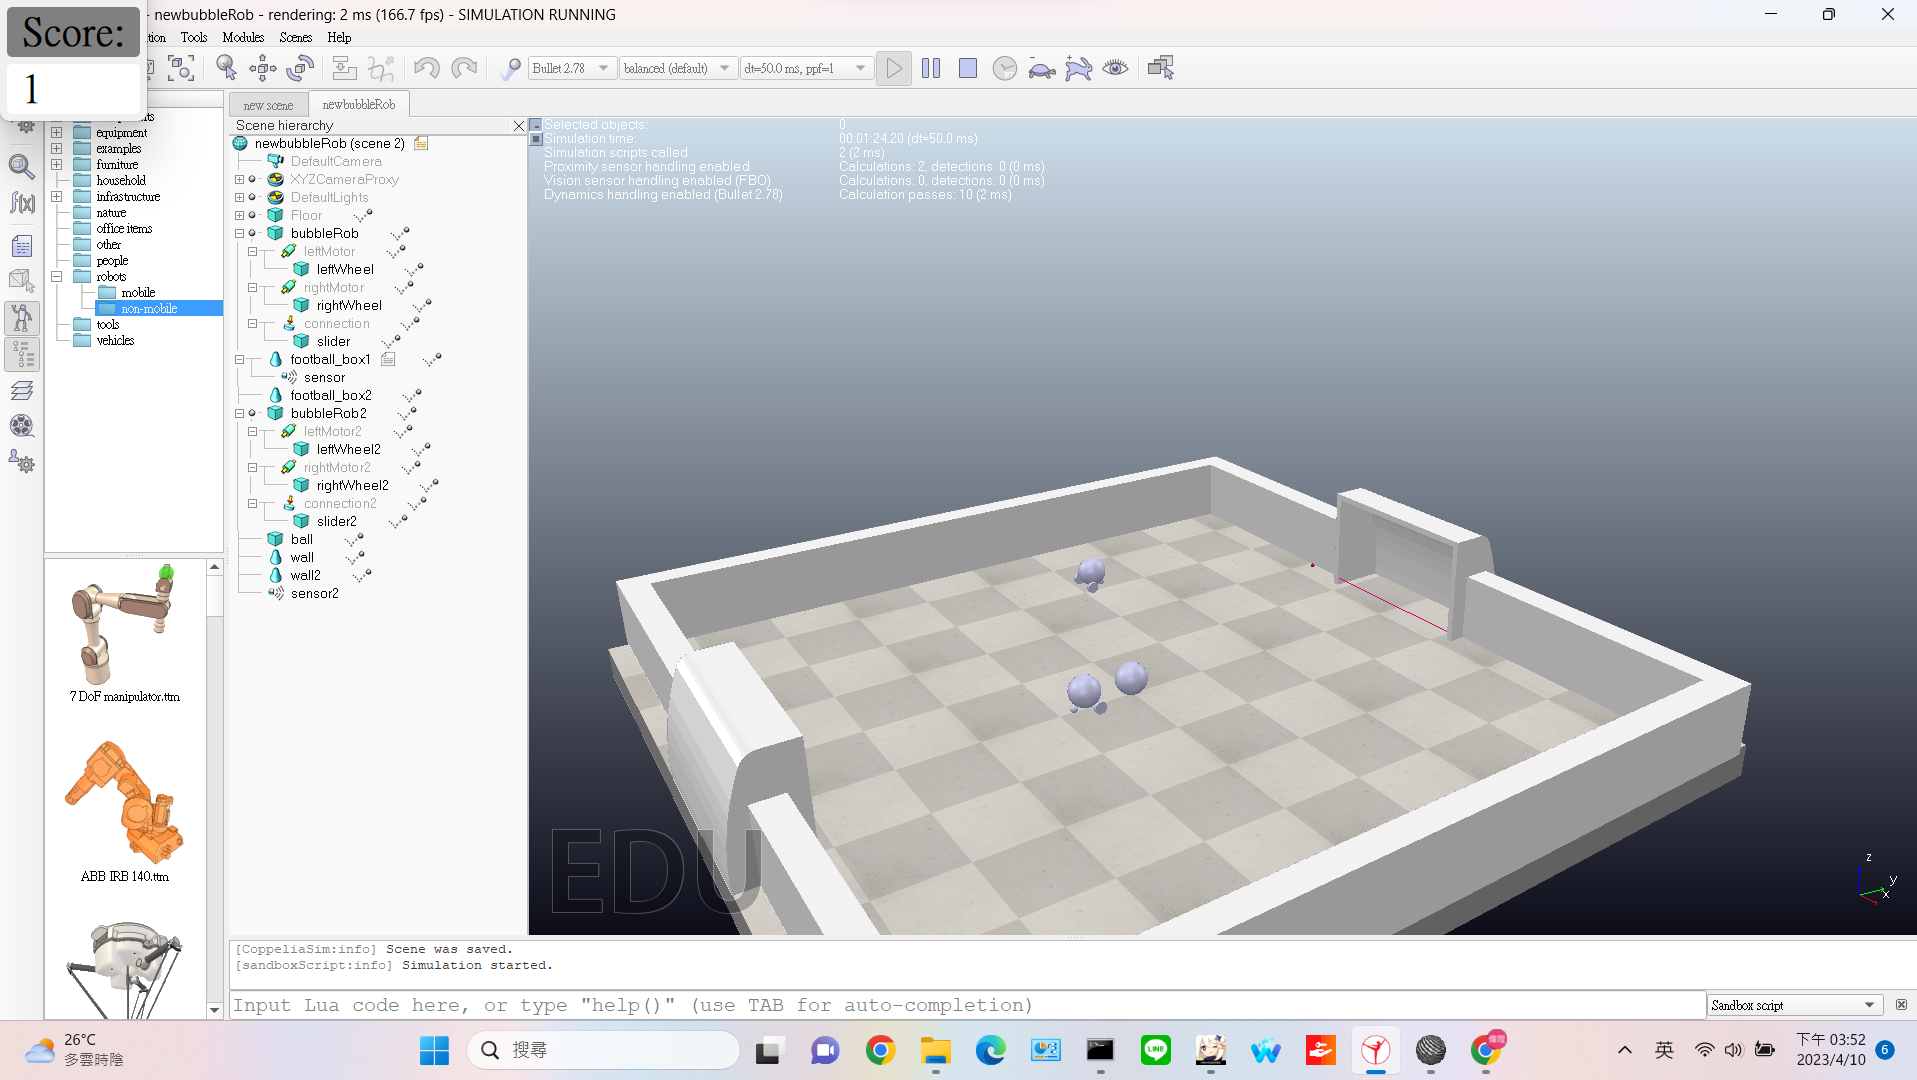 Score:
1
- newbubbleRob - rendering: 2 ms (166.7 fps) - SIMULATION RUNNING
Tools Modules Scenes Help
Bullet 2.78
balanced (default)
dt=50.0 ms, ppf=1
equipment
examples
furniture
household
infrastructure
nature
office items
other
people
robots
mobile
non-mobile
tools
vehicles
7 DoF manipulator.ttm
ABB IRB 140.ttm
new scene
newbubbleRob
Scene hierarchy
newbubbleRob (scene 2)
DefaultCamera
XYZCameraProxy
DefaultLights
Floor
bubbleRob
leftMotor
leftWheel
rightMotor
rightWheel
connection
slider
football_box1
sensor
football_box2
bubbleRob2
leftMotor2
leftWheel2
rightMotor2
rightWheel2
connection2
slider2
ball
wall
wall2
sensor2
Selected objects: 0
Simulation time: 00:01:24.20 (dt=50.0 ms)
Simulation scripts called 2 (2 ms)
Proximity sensor handling enabled Calculations: 2, detections: 0 (0 ms)
Vision sensor handling enabled (FBO) Calculations: 0, detections: 0 (0 ms)
Dynamics handling enabled (Bullet 2.78) Calculation passes: 10 (2 ms)
EDU
z
y
x
[CoppeliaSim:info] Scene was saved.
[sandboxScript:info] Simulation started.
Input Lua code here, or type "help()" (use TAB for auto-completion)
Sandbox script
26°C
多雲時陰
搜尋
LINE
英
下午 03:52
2023/4/10
6